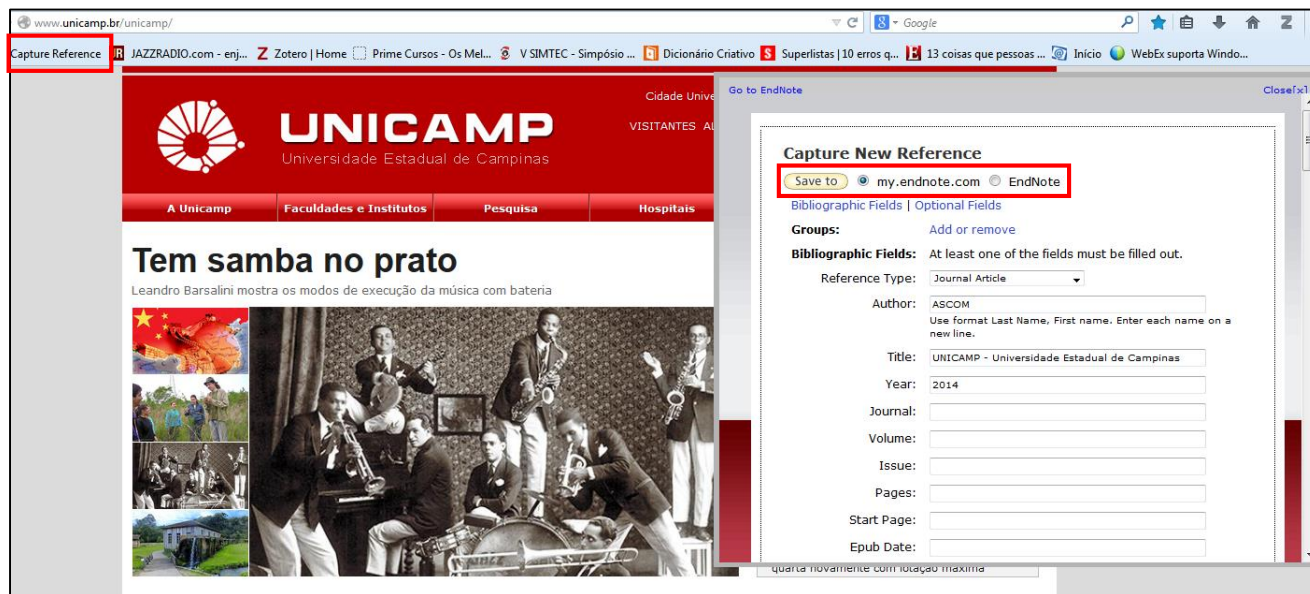 www.unicamp.br/unicamp/
Google
Capture Reference JAZZRADIO.com - enj... Zotero | Home Prime Cursos - Os Mel... V SIMTEC - Simpósio ... Dicionário Criativo Superlistas | 10 erros q... 13 coisas que pessoas ... Início WebEx suporta Windo...
Cidade Unive
VISITANTES AL
UNICAMP
Universidade Estadual de Campinas
A Unicamp Faculdades e Institutos Pesquisa Hospitais
Tem samba no prato
Leandro Barsalini mostra os modos de execução da música com bateria
Go to EndNote Close[x]
Capture New Reference
Save to my.endnote.com EndNote
Bibliographic Fields | Optional Fields
Groups: Add or remove
Bibliographic Fields: At least one of the fields must be filled out.
Reference Type: Journal Article
Author: ASCOM
Use format Last Name, First name. Enter each name on a
new line.
Title: UNICAMP - Universidade Estadual de Campinas
Year: 2014
Journal:
Volume:
Issue:
Pages:
Start Page:
Epub Date:
quarta novamente com lotação máxima